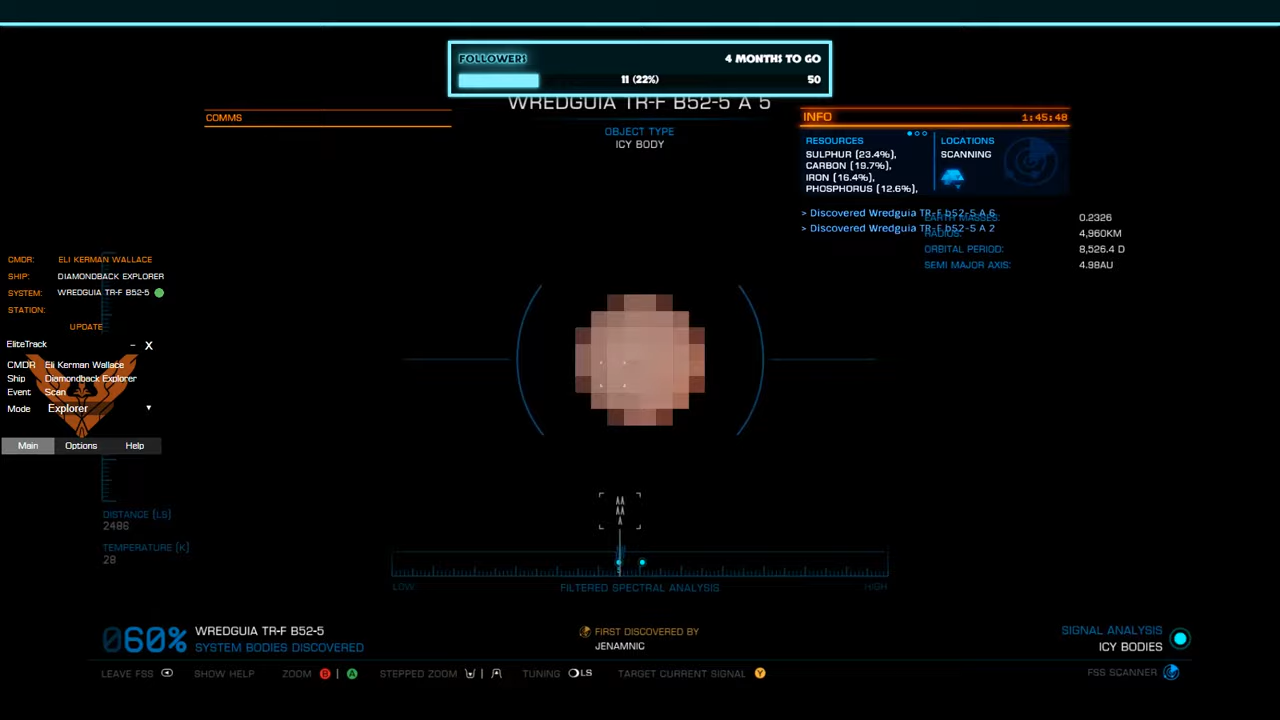 FOLLOWERS 4 MONTHS TO GO
11 (22%) 50
WREDGUIA TR-F B52-5 A 5
OBJECT TYPE
ICY BODY
COMMS
INFO 1:45:48
RESOURCES
SULPHUR (23.4%),
CARBON (19.7%),
IRON (16.4%),
PHOSPHORUS (12.6%),
LOCATIONS
SCANNING
> Discovered Wredguia TR-F b52-5 A 6
> Discovered Wredguia TR-F b52-5 A 2
EARTH MASSES: 0.2326
RADIUS: 4,960KM
ORBITAL PERIOD: 8,526.4 D
SEMI MAJOR AXIS: 4.98AU
CMDR: ELI KERMAN WALLACE
SHIP: DIAMONDBACK EXPLORER
SYSTEM: WREDGUIA TR-F B52-5
STATION:
UPDATE
EliteTrack – X
CMDR Eli Kerman Wallace
Ship Diamondback Explorer
Event Scan
Mode Explorer
Main Options Help
DISTANCE (LS)
2486
TEMPERATURE (K)
28
LOW FILTERED SPECTRAL ANALYSIS HIGH
060% WREDGUIA TR-F B52-5
SYSTEM BODIES DISCOVERED
FIRST DISCOVERED BY
JENAMNIC
SIGNAL ANALYSIS
ICY BODIES
LEAVE FSS SHOW HELP ZOOM B | A STEPPED ZOOM | TUNING LS TARGET CURRENT SIGNAL Y FSS SCANNER